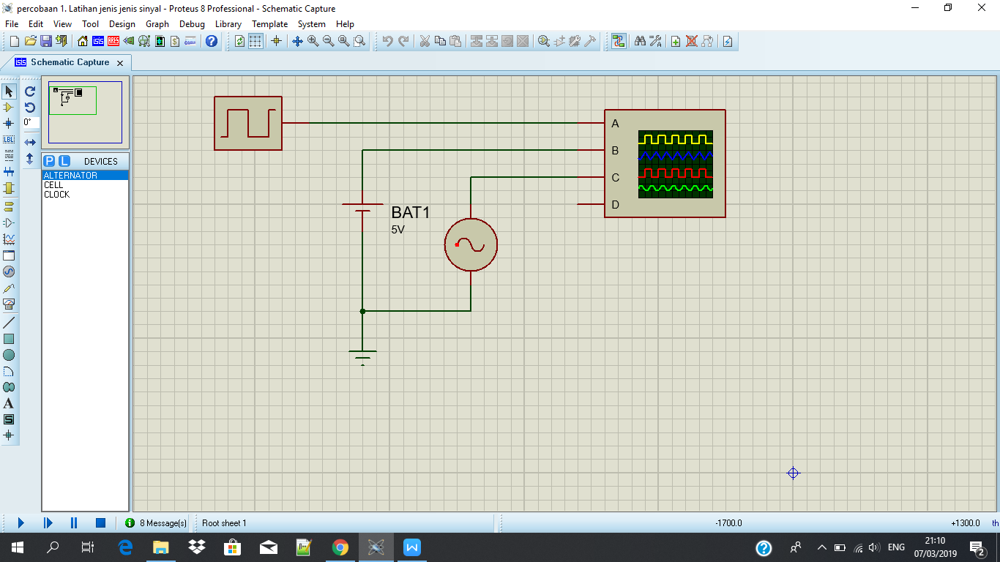 percobaan 1. Latihan jenis jenis sinyal - Proteus 8 Professional - Schematic Capture
File Edit View Tool Design Graph Debug Library Template System Help
Schematic Capture
0°
LBL
P L DEVICES
ALTERNATOR
CELL
CLOCK
A
B
C
D
BAT1
5V
A
S
8 Message(s) Root sheet 1 -1700.0 +1300.0 th
ENG
21:10
07/03/2019
2